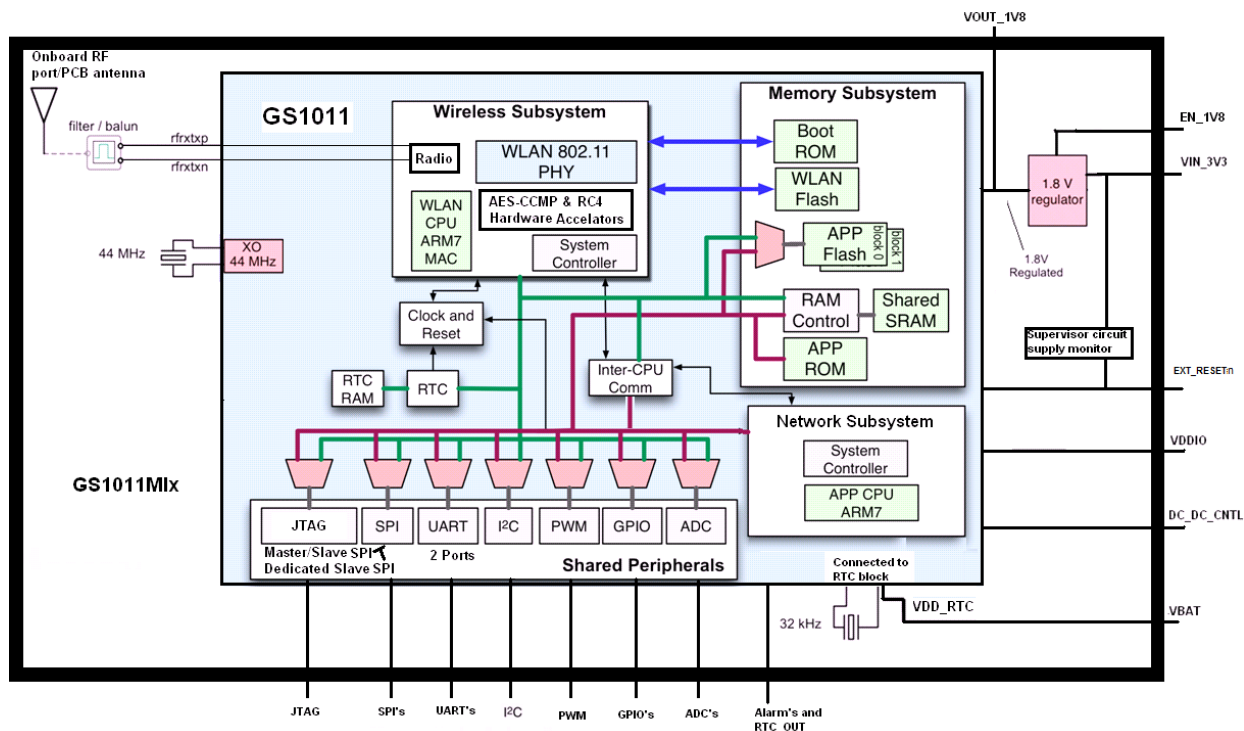 VOUT_1V8
Onboard RF
port/PCB antenna
filter / balun
rfrxtxp
rfrxtxn
GS1011
Wireless Subsystem
Radio
WLAN 802.11
PHY
WLAN
CPU
ARM7
MAC
AES-CCMP & RC4
Hardware Accelators
System
Controller
Memory Subsystem
Boot
ROM
WLAN
Flash
APP
Flash
block 0
block 1
RAM
Control
Shared
SRAM
APP
ROM
EN_1V8
VIN_3V3
1.8 V
regulator
1.8V
Regulated
44 MHz
XO
44 MHz
Clock and
Reset
RTC
RAM
RTC
Inter-CPU
Comm
Supervisor circuit
supply monitor
EXT_RESETn
Network Subsystem
System
Controller
APP CPU
ARM7
VDDIO
DC_DC_CNTL
GS1011MIx
JTAG
SPI
UART
I²C
PWM
GPIO
ADC
Master/Slave SPI
Dedicated Slave SPI
2 Ports
Shared Peripherals
Connected to
RTC block
VDD_RTC
32 kHz
VBAT
JTAG
SPI's
UART's
I²C
PWM
GPIO's
ADC's
Alarm's and
RTC_OUT